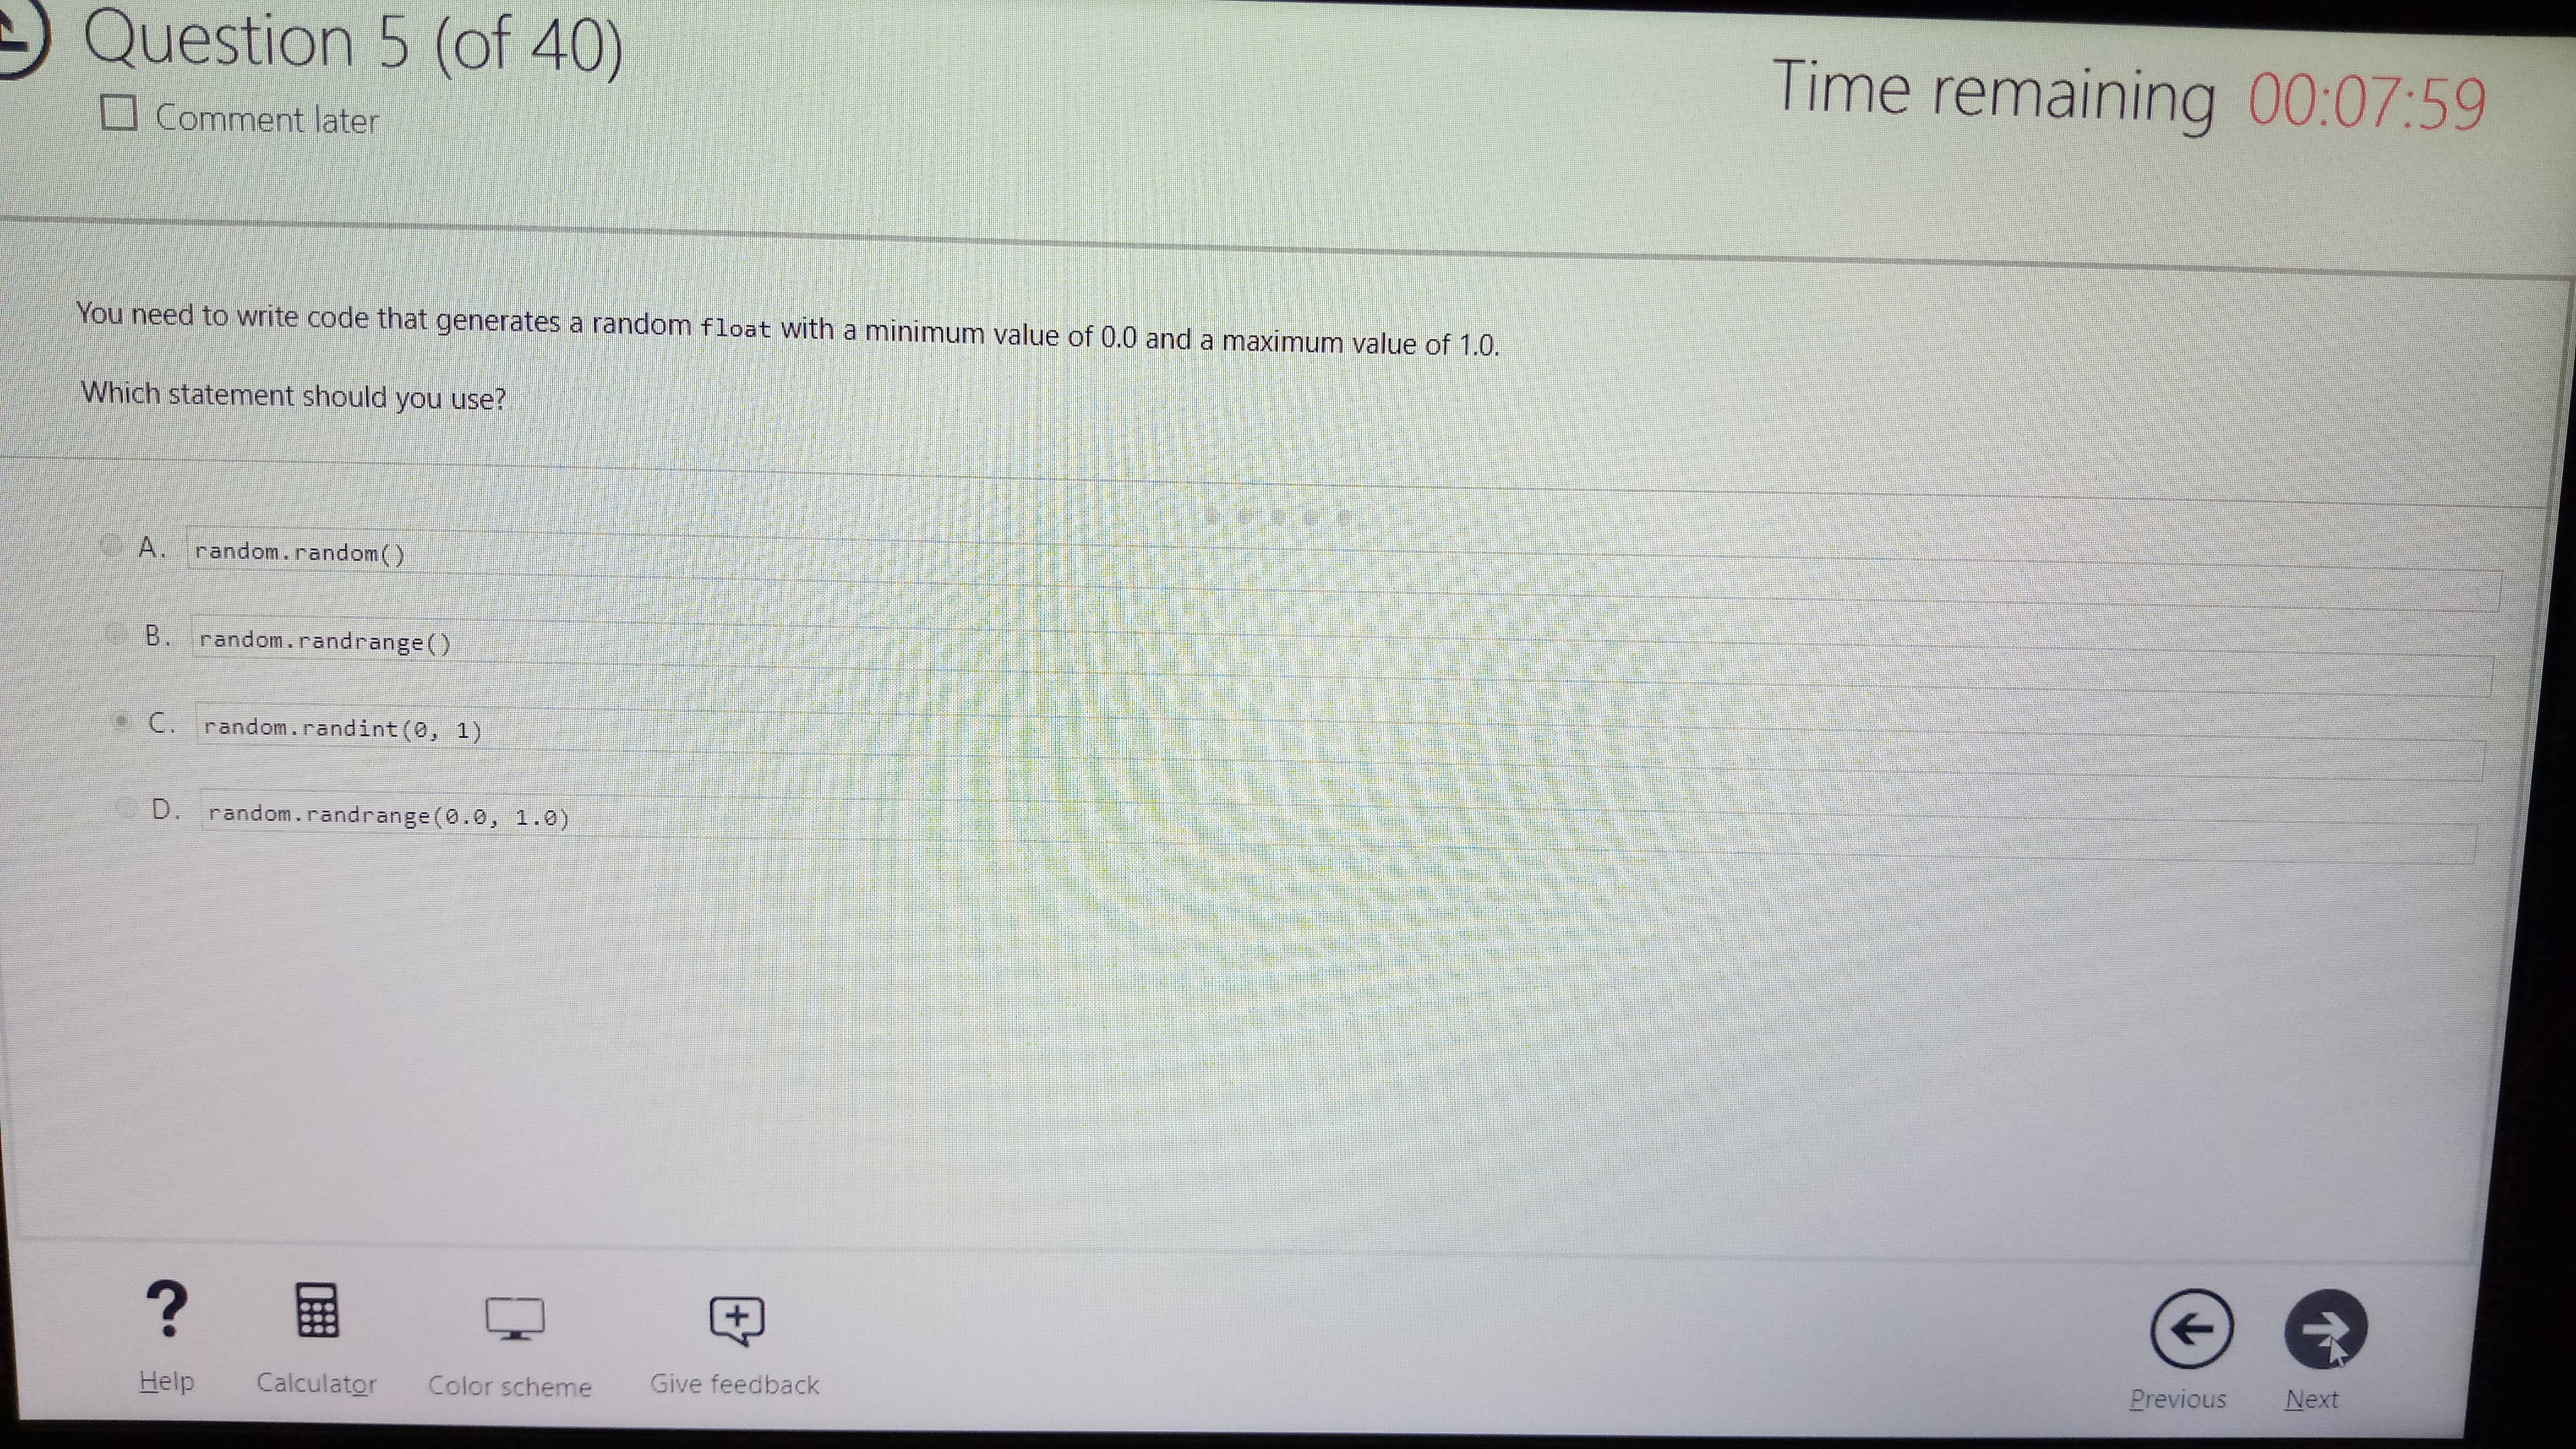 Question 5 (of 40)
Time remaining 00:07:59
Comment later
You need to write code that generates a random float with a minimum value of 0.0 and a maximum value of 1.0.
Which statement should you use?
A. random.random()
B. random.randrange()
C. random.randint(0, 1)
D. random.randrange(0.0, 1.0)
? Help
Calculator
Color scheme
Give feedback
Previous
Next